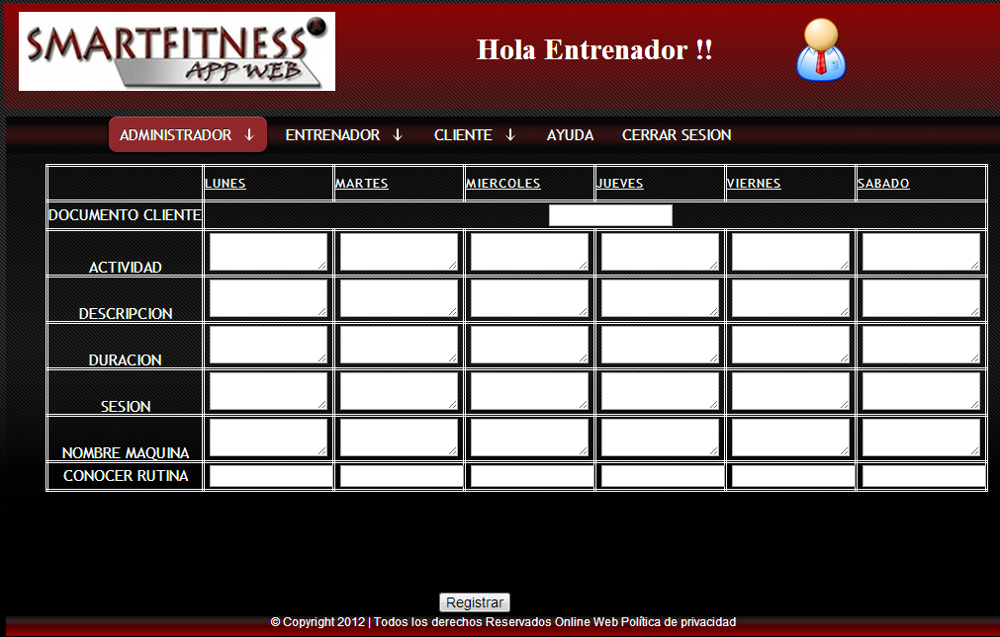 SMARTFITNESS
APP WEB
Hola Entrenador !!
ADMINISTRADOR ↓ ENTRENADOR ↓ CLIENTE ↓ AYUDA CERRAR SESION
LUNES MARTES MIERCOLES JUEVES VIERNES SABADO
DOCUMENTO CLIENTE
ACTIVIDAD
DESCRIPCION
DURACION
SESION
NOMBRE MAQUINA
CONOCER RUTINA
Registrar
© Copyright 2012 | Todos los derechos Reservados Online Web Política de privacidad